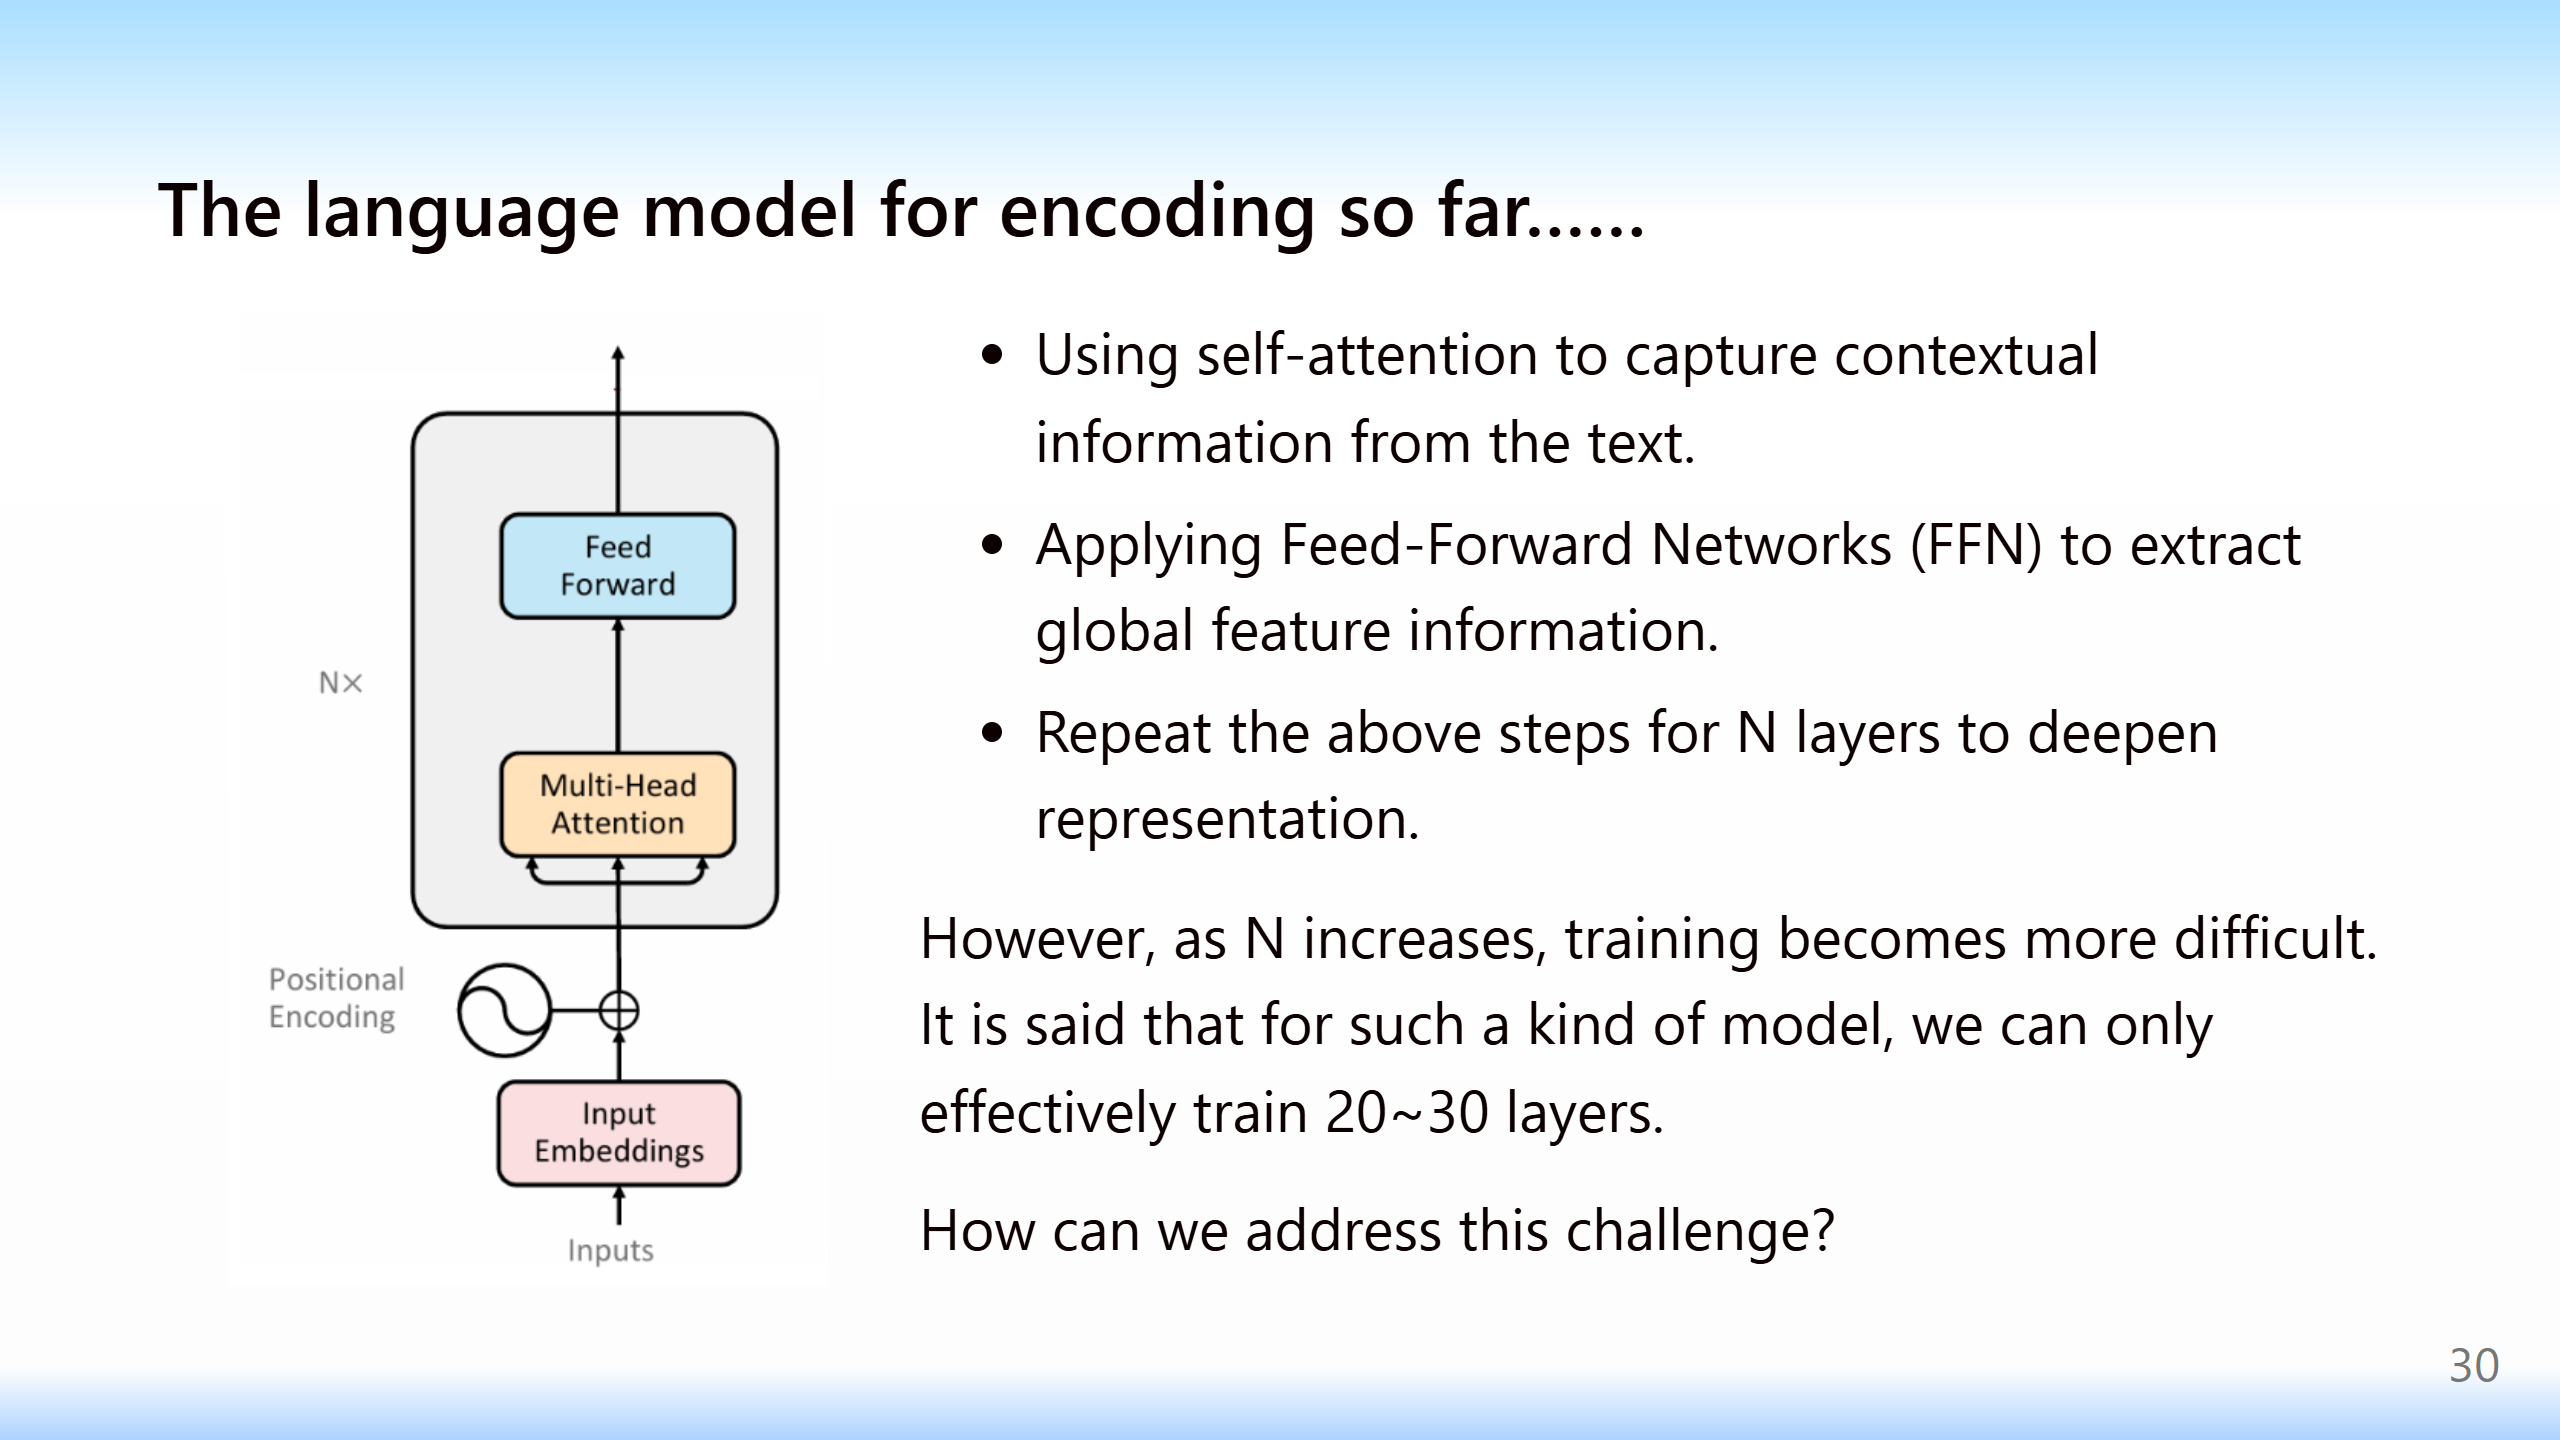 The language model for encoding so far......
Feed
Forward
N×
Multi-Head
Attention
Positional
Encoding
Input
Embeddings
Inputs
• Using self-attention to capture contextual
information from the text.
• Applying Feed-Forward Networks (FFN) to extract
global feature information.
• Repeat the above steps for N layers to deepen
representation.
However, as N increases, training becomes more difficult.
It is said that for such a kind of model, we can only
effectively train 20~30 layers.
How can we address this challenge?
30